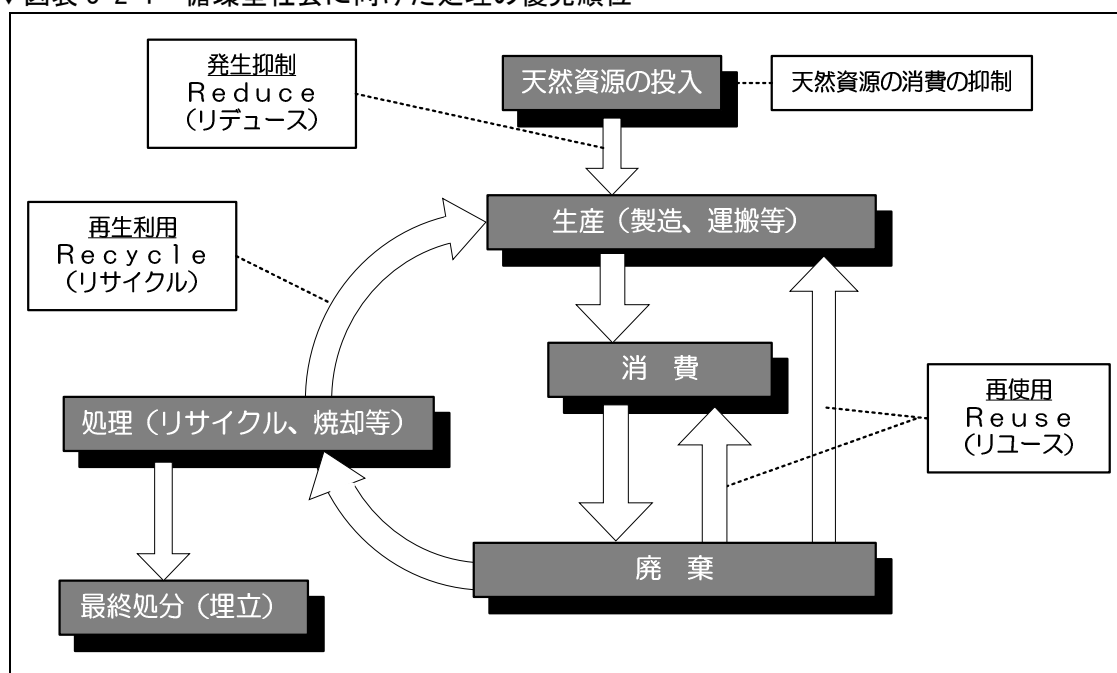 発生抑制
Reduce
(リデュース)
天然資源の投入
天然資源の消費の抑制
生産(製造、運搬等)
再生利用
Recycle
(リサイクル)
消 費
処理(リサイクル、焼却等)
再使用
Reuse
(リユース)
廃 棄
最終処分(埋立)